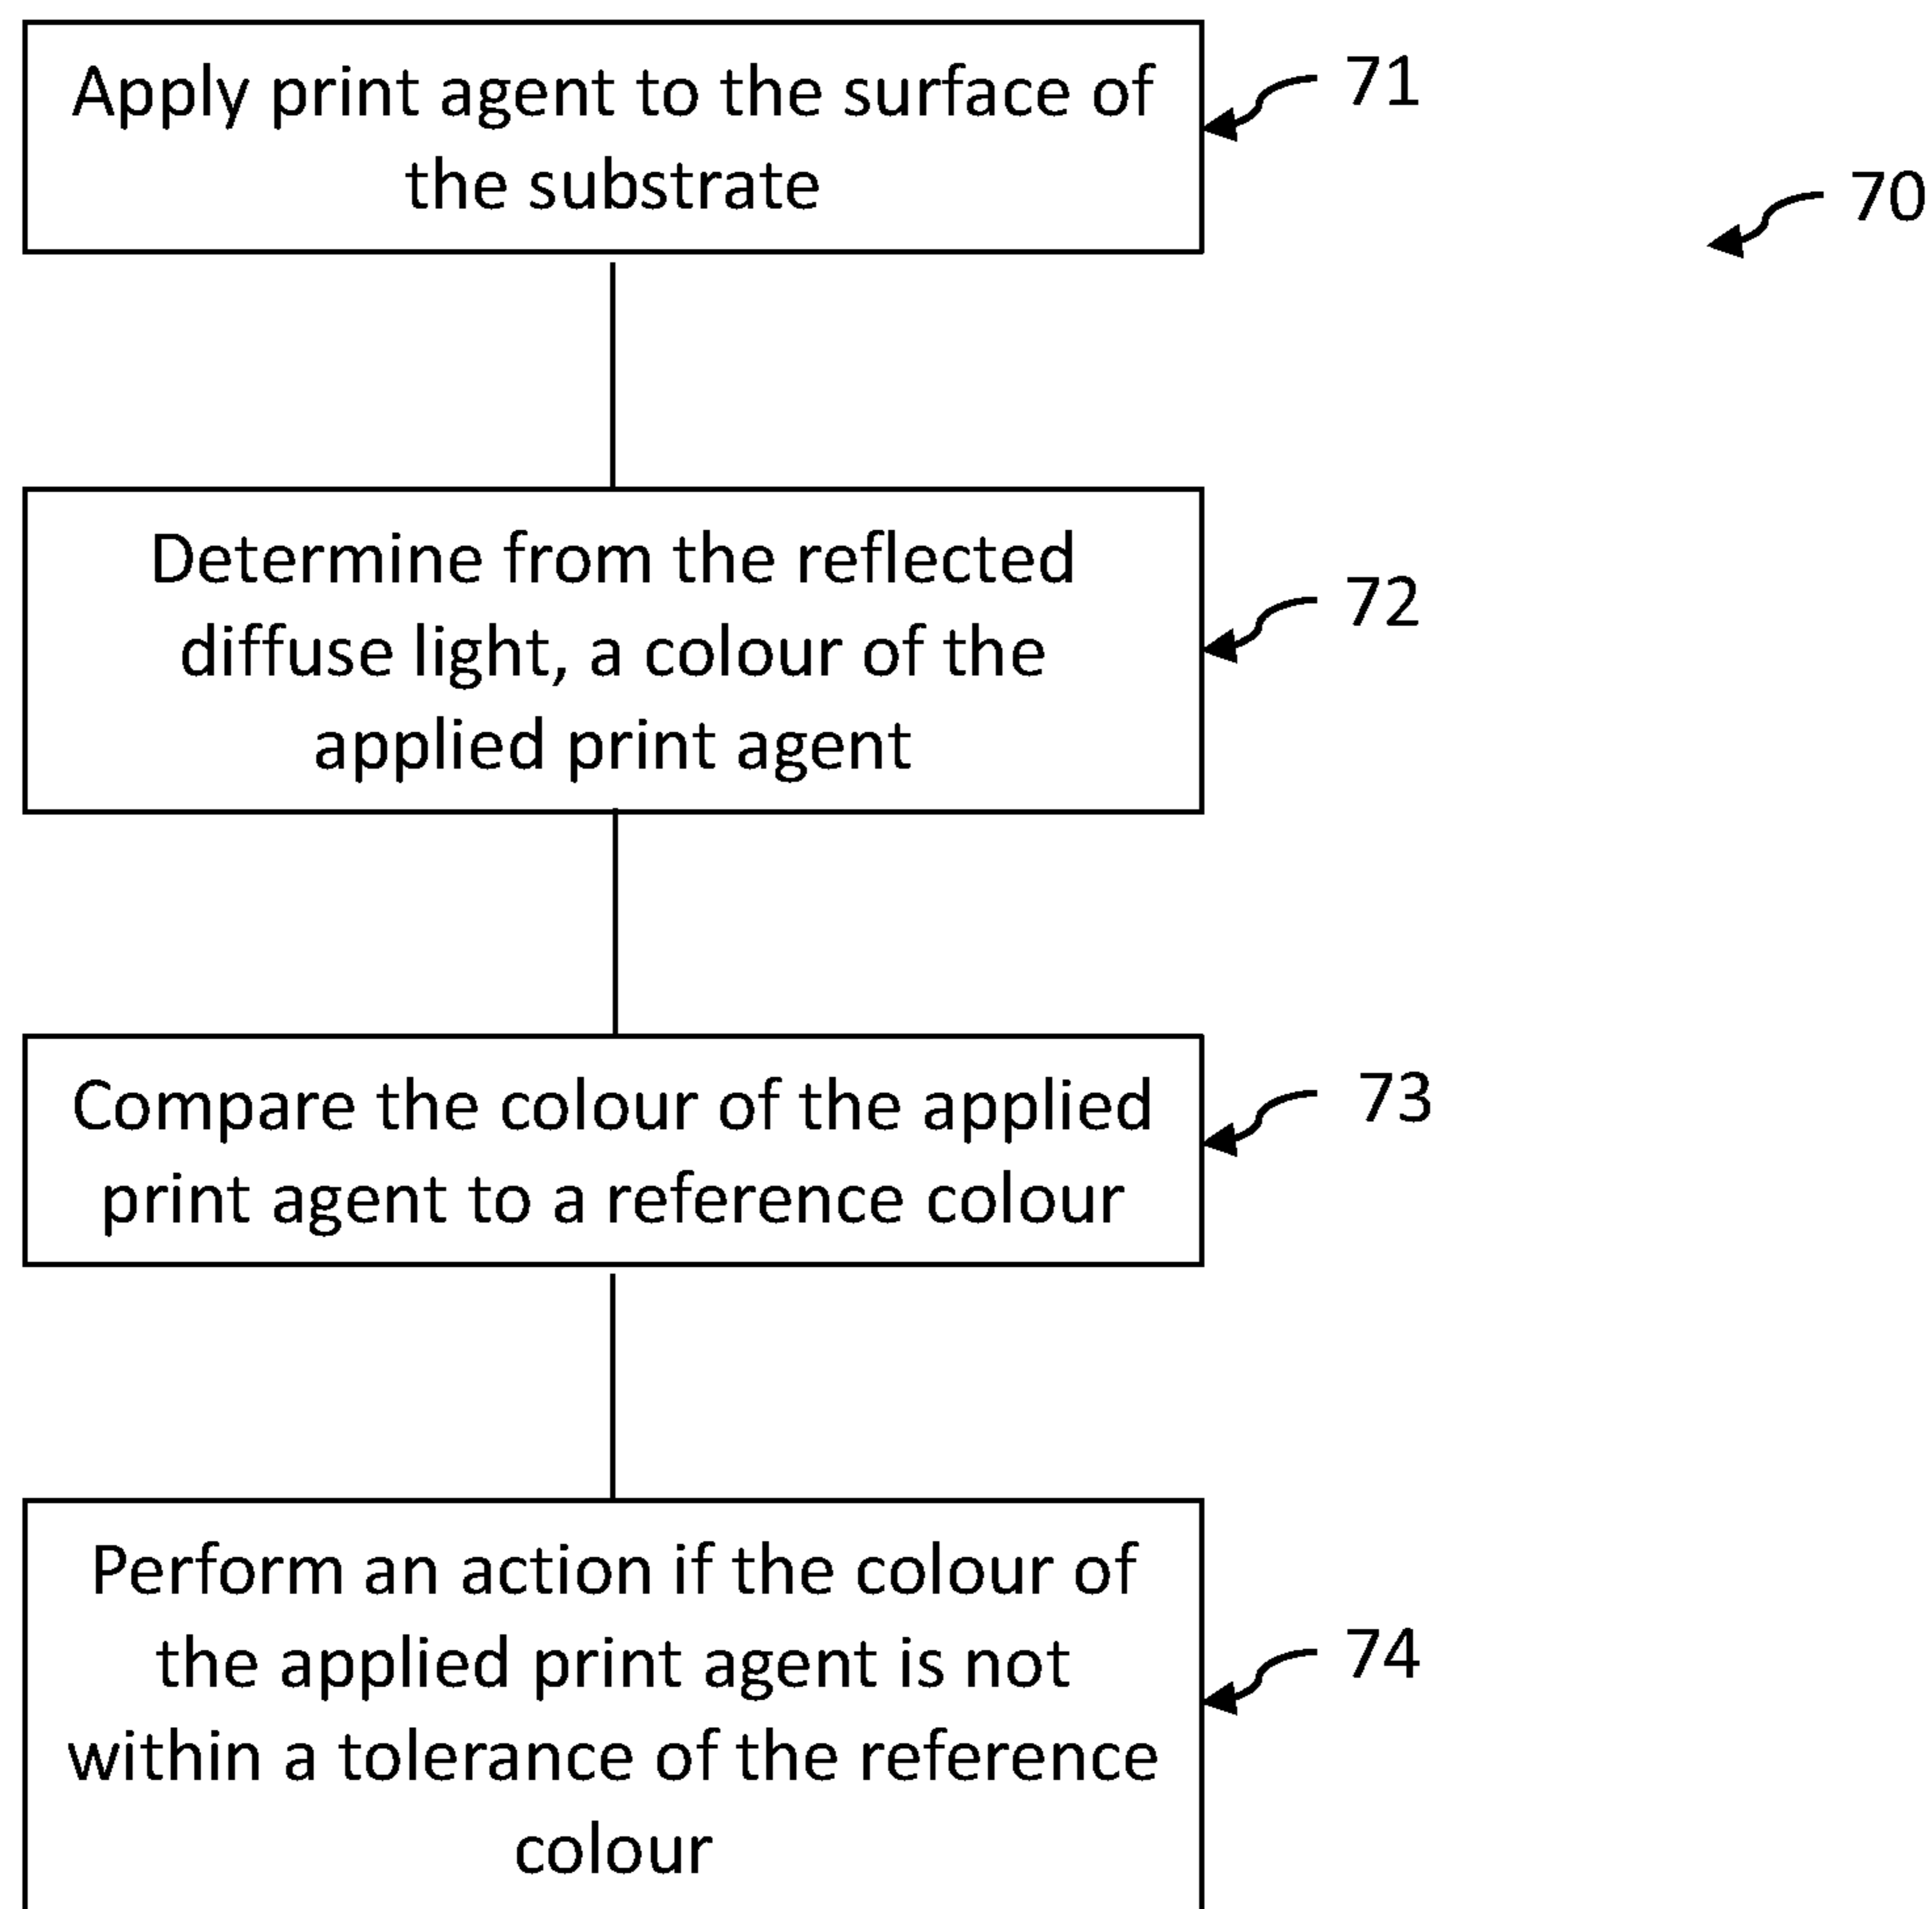 Apply print agent to the surface of
the substrate
71
70
Determine from the reflected
diffuse light, a colour of the
applied print agent
72
Compare the colour of the applied
print agent to a reference colour
73
Perform an action if the colour of
the applied print agent is not
within a tolerance of the reference
colour
74